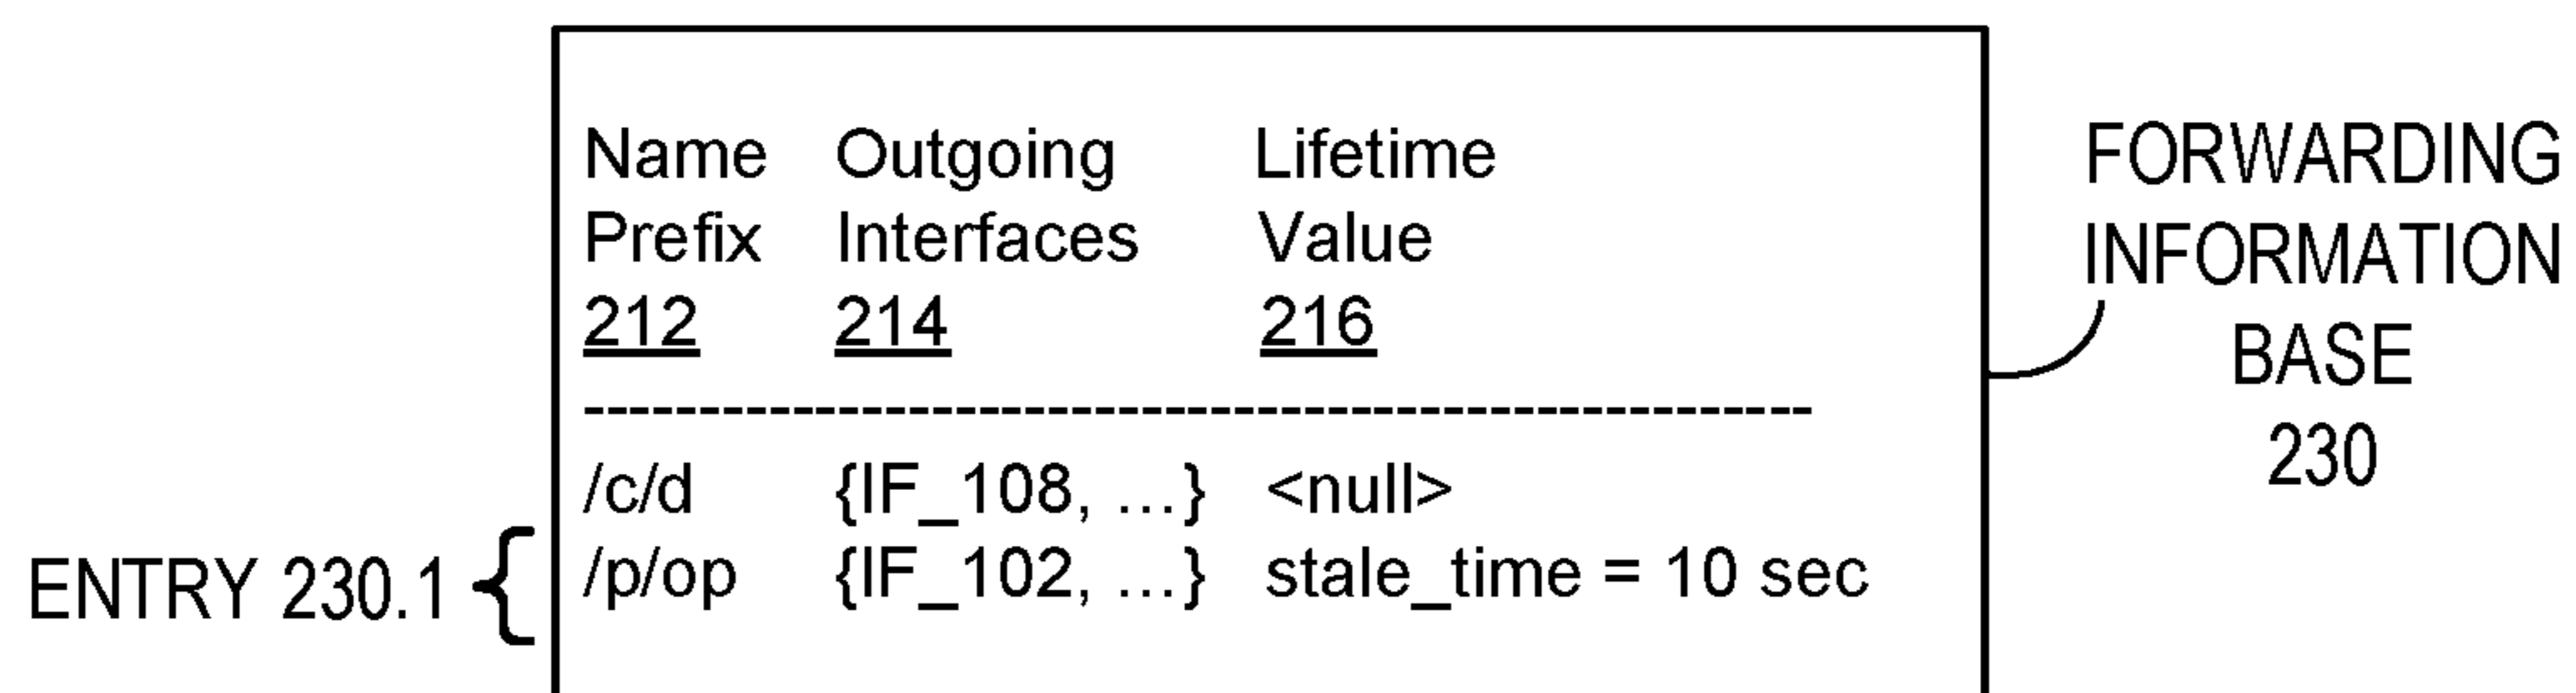 Name Outgoing Lifetime
Prefix Interfaces Value
212 214 216
-----------------------------------------------------
/c/d {IF_108, ...} <null>
/p/op {IF_102, ...} stale_time = 10 sec
ENTRY 230.1
FORWARDING
INFORMATION
BASE
230